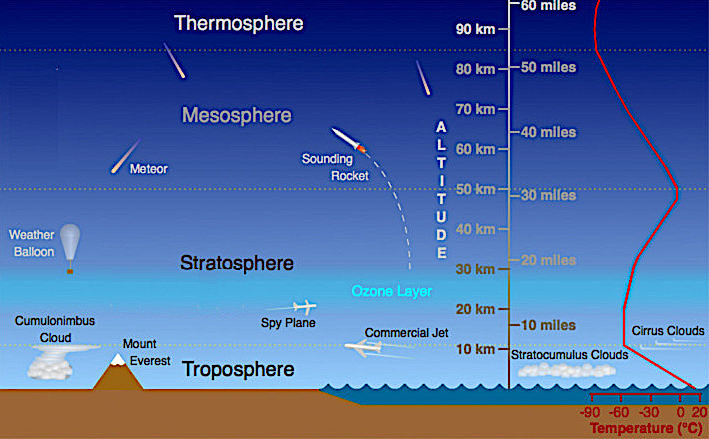 60 miles
Thermosphere
90 km
80 km
50 miles
Mesosphere
70 km
ALTITUDE
40 miles
60 km
Sounding
Rocket
Meteor
50 km
30 miles
Weather
Balloon
40 km
Stratosphere
20 miles
30 km
Ozone Layer
20 km
Cumulonimbus
Cloud
Spy Plane
10 miles
Commercial Jet
Cirrus Clouds
Mount
Everest
10 km
Stratocumulus Clouds
Troposphere
-90 -60 -30 0 20
Temperature (°C)